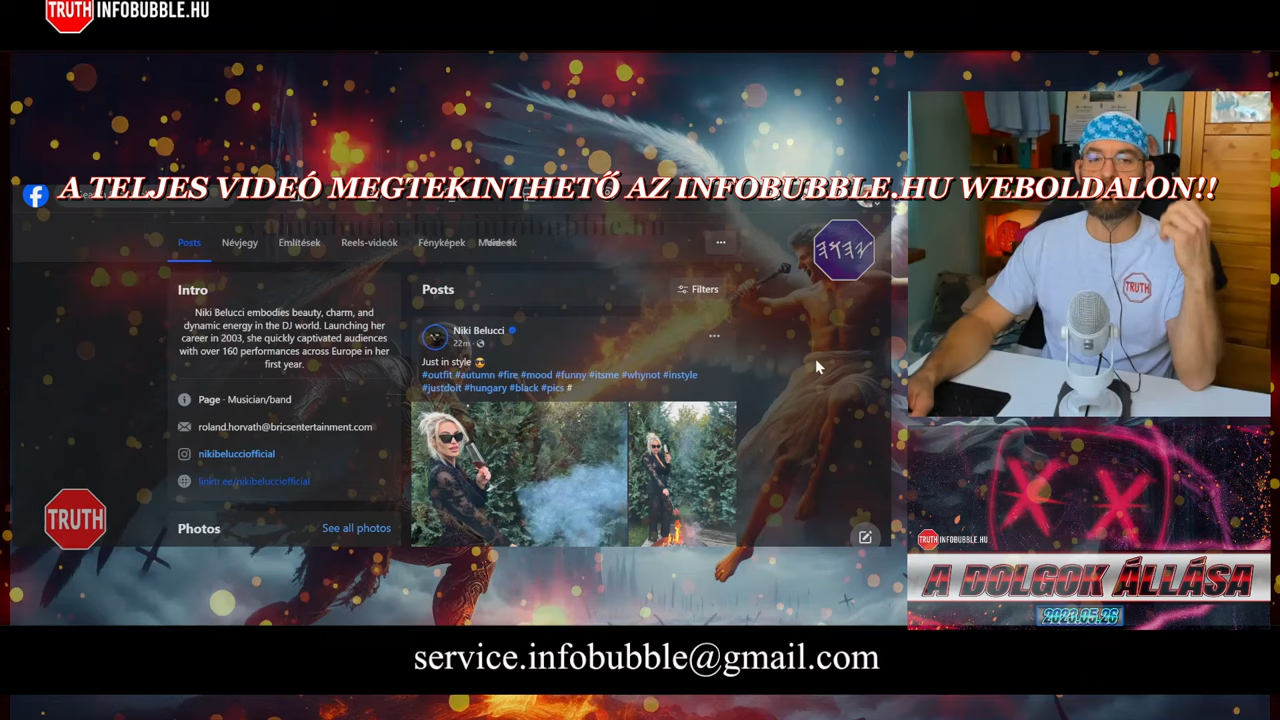 TRUTH INFOBUBBLE.HU
A TELJES VIDEÓ MEGTEKINTHETŐ AZ INFOBUBBLE.HU WEBOLDALON!!
Posts Névjegy Említések Reels-videók Fényképek
Intro
Niki Belucci embodies beauty, charm, and
dynamic energy in the DJ world. Launching her
career in 2003, she quickly captivated audiences
with over 160 performances across Europe in her
first year.
Page · Musician/band
roland.horvath@bricsentertainment.com
nikibelucciofficial
linktr.ee/nikibelucciofficial
Photos
See all photos
Posts
Filters
Niki Belucci
22m
Just in style 😎
#outfit #autumn #fire #mood #funny #itsme #whynot #instyle
#justdoit #hungary #black #pics #
TRUTH
𐤉𐤄𐤅𐤄
TRUTH
TRUTH INFOBUBBLE.HU
A DOLGOK ÁLLÁSA
2023.05.26
service.infobubble@gmail.com